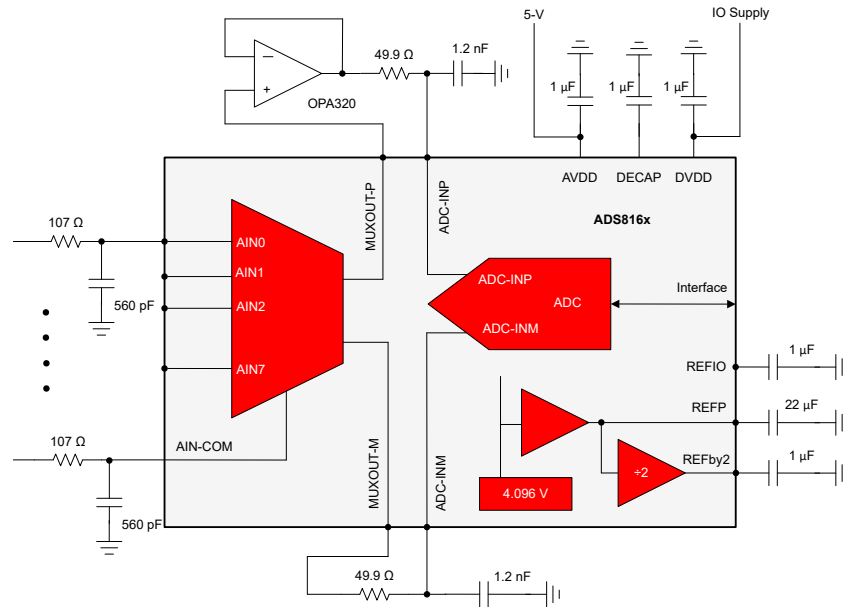 5-V
IO Supply
49.9 Ω
1.2 nF
−
+
OPA320
1 µF
1 µF
1 µF
AVDD
DECAP
DVDD
MUXOUT-P
ADC-INP
ADS816x
107 Ω
560 pF
AIN0
AIN1
AIN2
AIN7
ADC-INP
ADC
ADC-INM
Interface
REFIO
1 µF
REFP
22 µF
REFby2
1 µF
÷2
4.096 V
107 Ω
AIN-COM
560 pF
MUXOUT-M
ADC-INM
49.9 Ω
1.2 nF